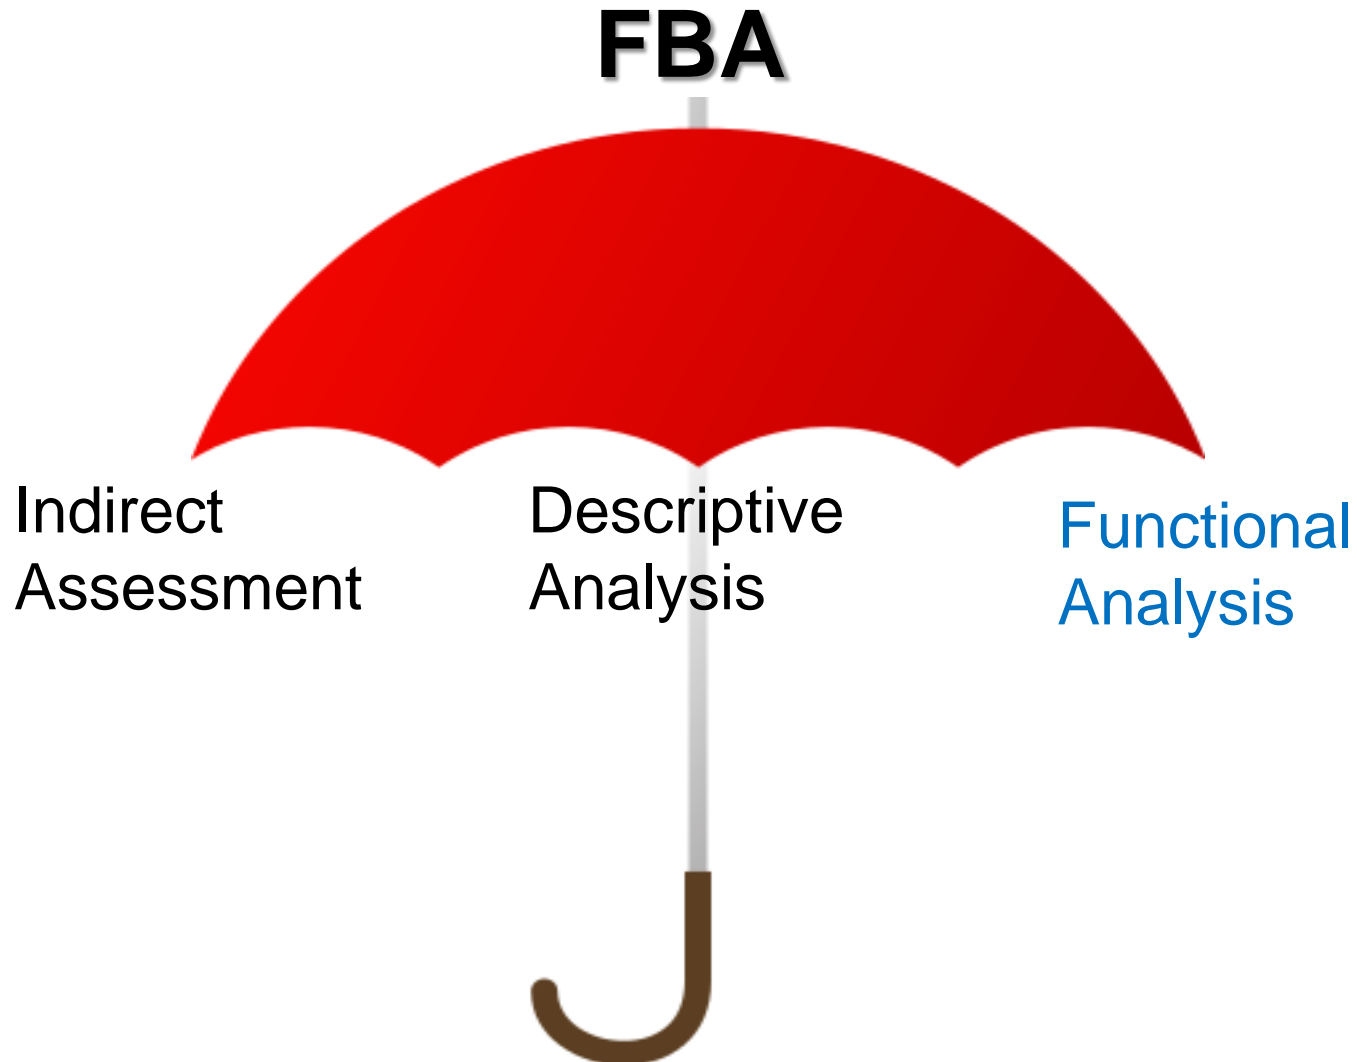 FBA
Indirect
Assessment
Descriptive
Analysis
Functional
Analysis